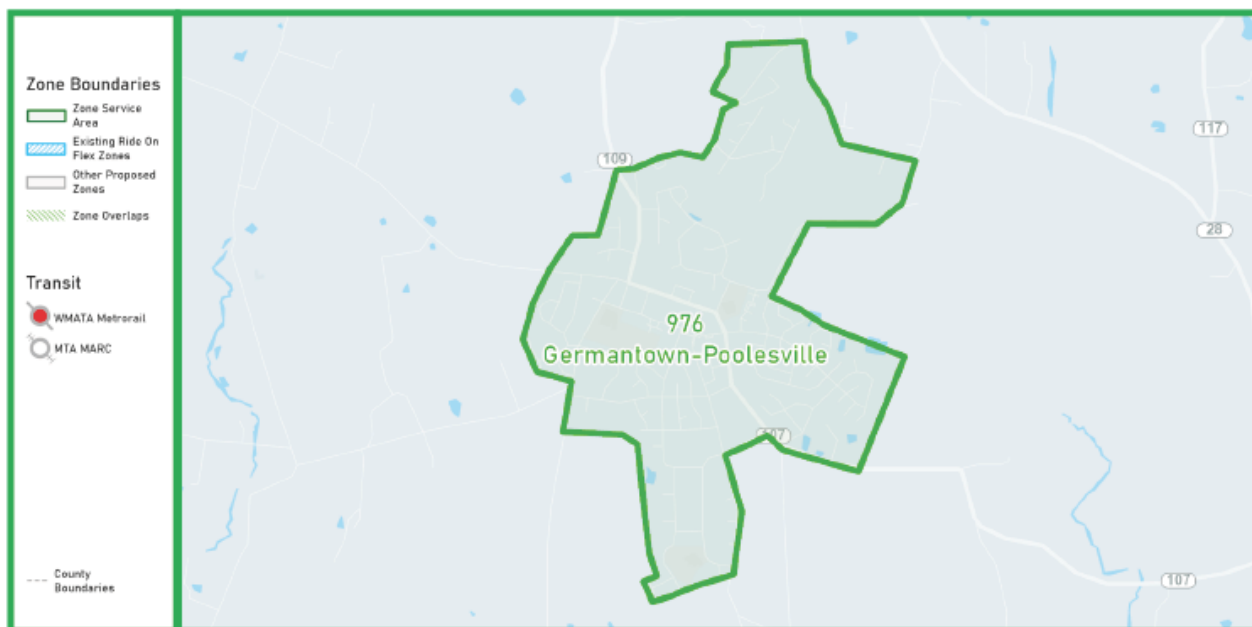 Zone Boundaries
Zone Service
Area
Existing Ride On
Flex Zones
Other Proposed
Zones
Zone Overlaps
Transit
WMATA Metrorail
MTA MARC
County
Boundaries
109
117
28
976
Germantown-Poolesville
107
107